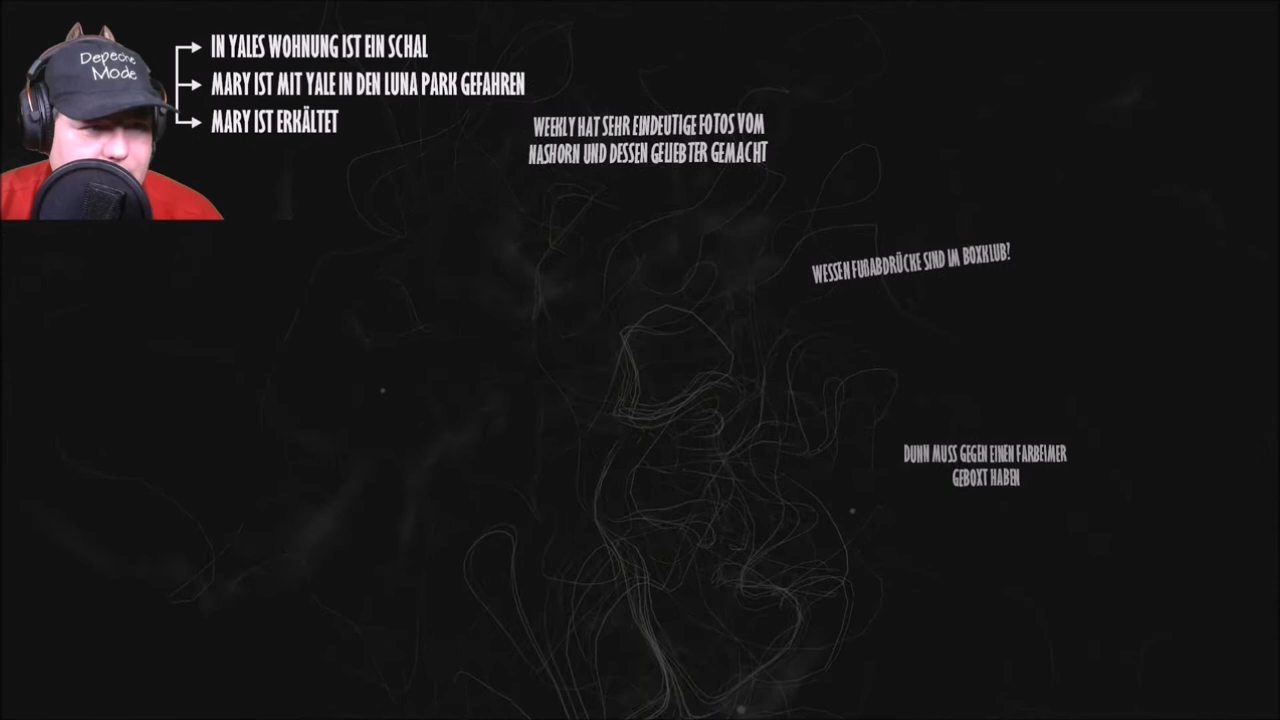 Depeche
Mode
IN YALES WOHNUNG IST EIN SCHAL
MARY IST MIT YALE IN DEN LUNA PARK GEFAHREN
MARY IST ERKÄLTET
WEEKLY HAT SEHR EINDEUTIGE FOTOS VOM
NASHORN UND DESSEN GELIEBTER GEMACHT
WESSEN FUßABDRÜCKE SIND IM BOXKLUB?
DUNN MUSS GEGEN EINEN FARBEIMER
GEBOXT HABEN